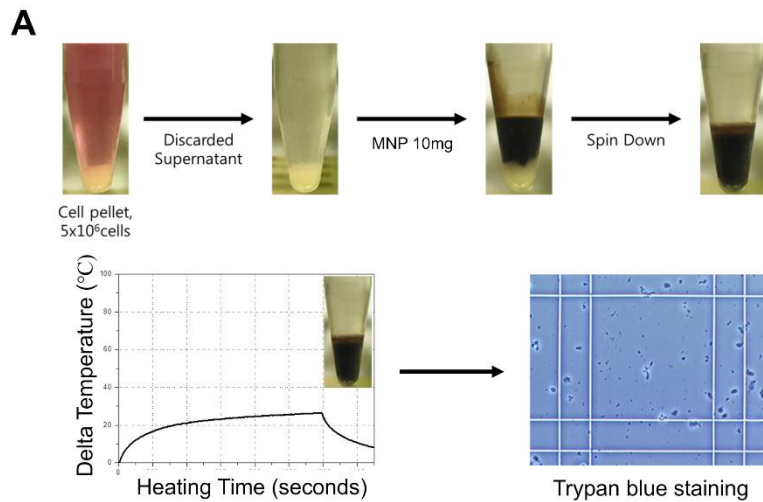 A
Discarded
Supernatant
MNP 10mg
Spin Down
Cell pellet,
5x10⁶cells
Delta Temperature (°C)
100
80
60
40
20
0
0
Heating Time (seconds)
Trypan blue staining